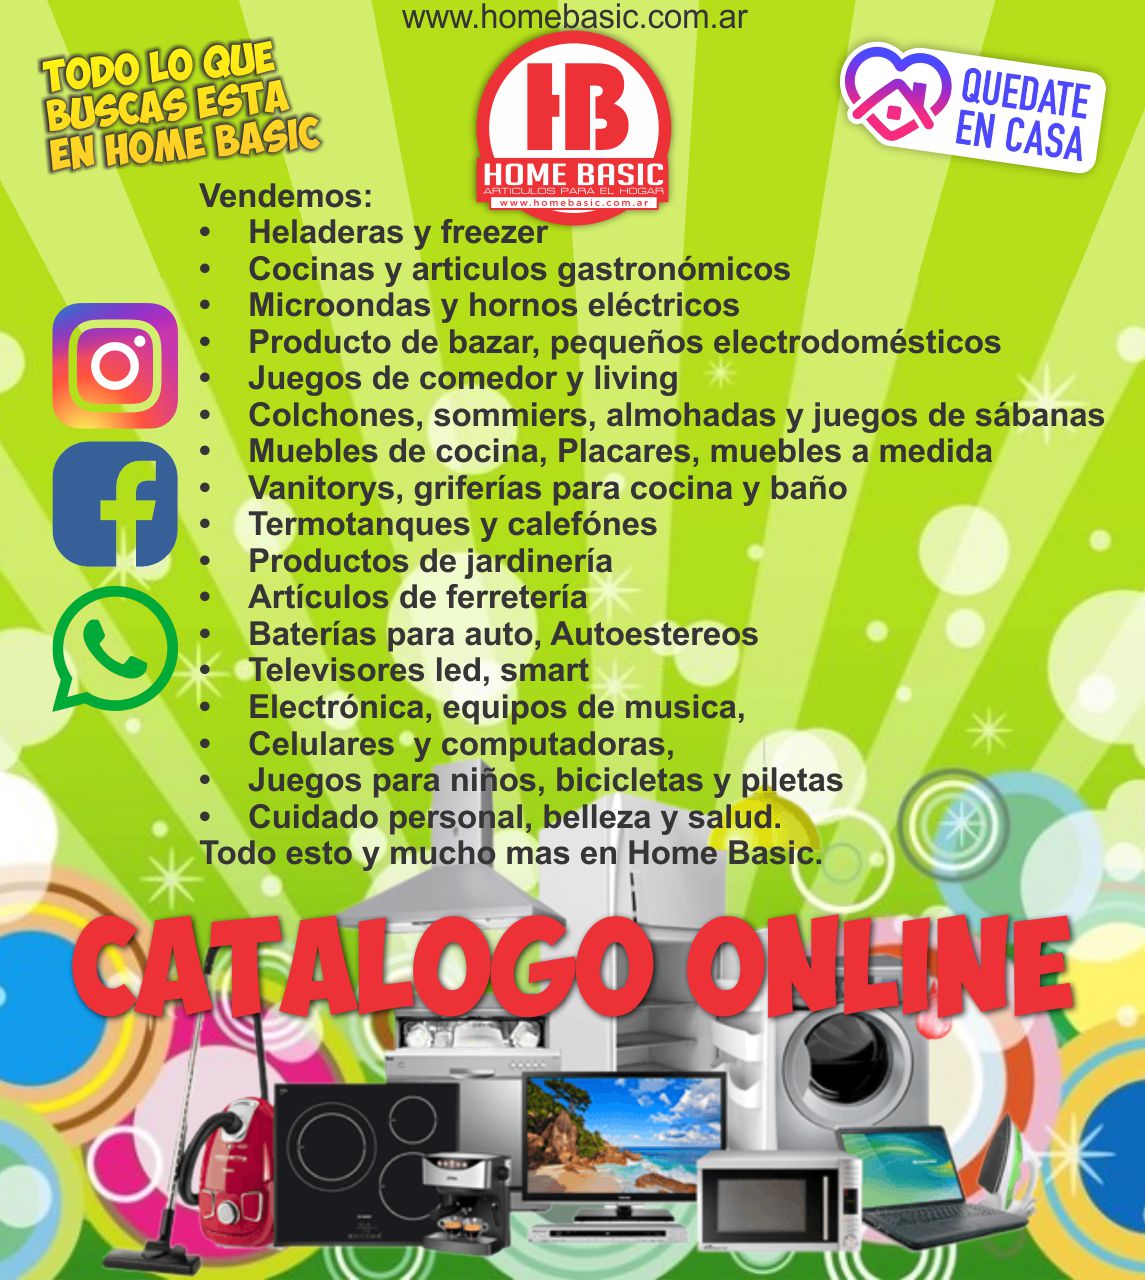 www.homebasic.com.ar
TODO LO QUE
BUSCAS ESTA
EN HOME BASIC
HB
HOME BASIC
ARTICULOS PARA EL HOGAR
www.homebasic.com.ar
QUEDATE
EN CASA
Vendemos:
• Heladeras y freezer
• Cocinas y articulos gastronómicos
• Microondas y hornos eléctricos
• Producto de bazar, pequeños electrodomésticos
• Juegos de comedor y living
• Colchones, sommiers, almohadas y juegos de sábanas
• Muebles de cocina, Placares, muebles a medida
• Vanitorys, griferías para cocina y baño
• Termotanques y calefónes
• Productos de jardinería
• Artículos de ferretería
• Baterías para auto, Autoestereos
• Televisores led, smart
• Electrónica, equipos de musica,
• Celulares  y computadoras,
• Juegos para niños, bicicletas y piletas
• Cuidado personal, belleza y salud.
Todo esto y mucho mas en Home Basic.
CATALOGO ONLINE